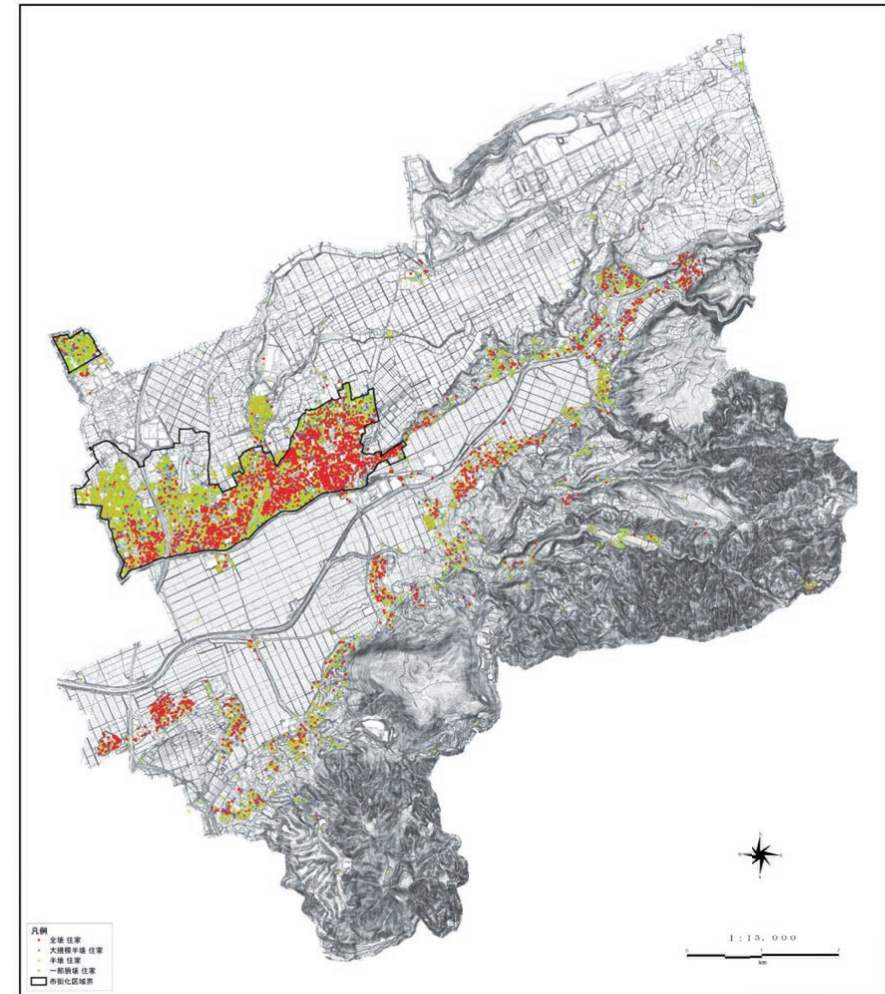 凡例
全壊 住家
大規模半壊 住家
半壊 住家
一部損壊 住家
市街化区域界
1:15,000
km